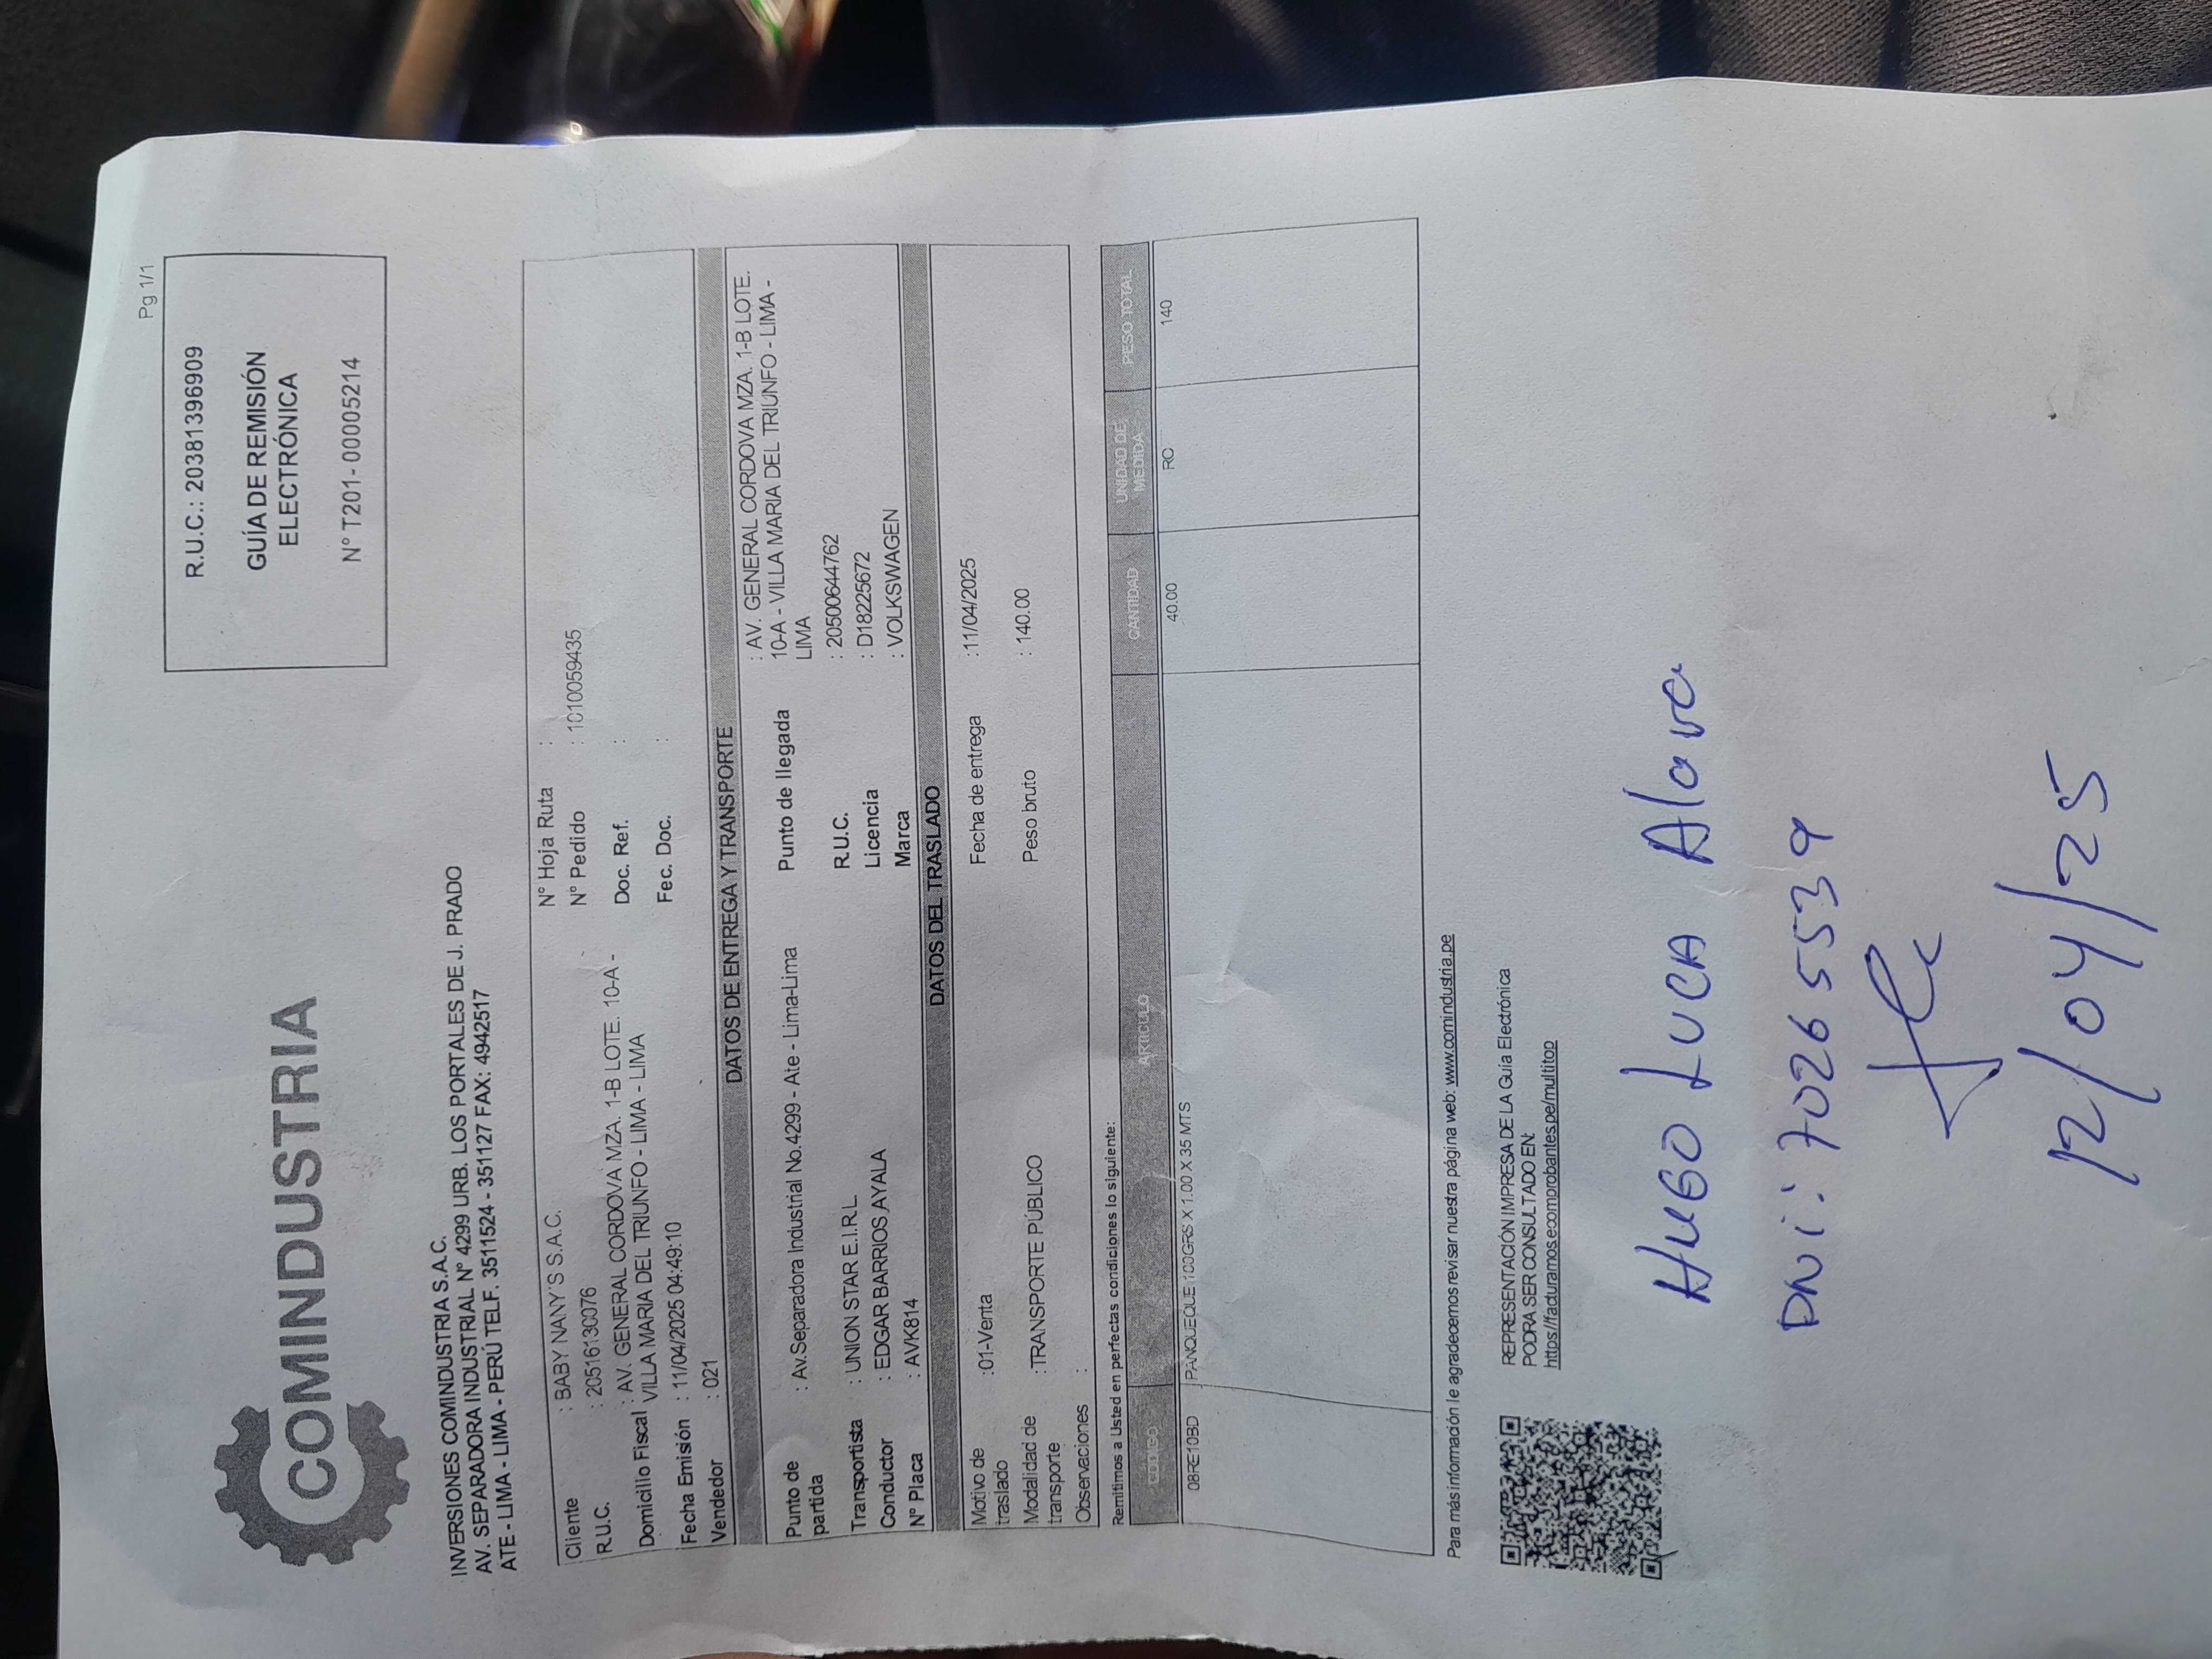 Pg 1/1
COMINDUSTRIA
R.U.C.: 20381396909
GUÍA DE REMISIÓN
ELECTRÓNICA
N° T201-00005214
INVERSIONES COMINDUSTRIA S.A.C.
AV. SEPARADORA INDUSTRIAL N° 4299 URB. LOS PORTALES DE J. PRADO
ATE - LIMA - LIMA - PERÚ TELF. 3511524 - 351127 FAX: 4942517
Cliente : BABY NANY'S S.A.C.
R.U.C. : 20516130076
Domicilio Fiscal : AV. GENERAL CORDOVA MZA. 1-B LOTE. 10-A -
VILLA MARIA DEL TRIUNFO - LIMA - LIMA
Fecha Emisión : 11/04/2025 04:49:10
Vendedor : 021
N° Hoja Ruta :
N° Pedido : 1010059435
Doc. Ref. :
Fec. Doc. :
DATOS DE ENTREGA Y TRANSPORTE
Punto de partida : Av.Separadora Industrial No.4299 - Ate - Lima-Lima
Transportista : UNION STAR E.I.R.L.
Conductor : EDGAR BARRIOS AYALA
N° Placa : AVK814
Punto de llegada : AV. GENERAL CORDOVA MZA. 1-B LOTE.
10-A - VILLA MARIA DEL TRIUNFO - LIMA -
LIMA
R.U.C. : 20500644762
Licencia : D18225672
Marca : VOLKSWAGEN
DATOS DEL TRASLADO
Motivo de traslado :01-Venta
Fecha de entrega :11/04/2025
Modalidad de transporte :TRANSPORTE PÚBLICO
Peso bruto : 140.00
Observaciones :
Remitimos a Usted en perfectas condiciones lo siguiente:
CODIGO ARTICULO CANTIDAD UNIDAD DE MEDIDA PESO TOTAL
08RE10BD PANQUEQUE 100GRS X 1.00 X 35 MTS 40.00 RC 140
Para más información le agradecemos revisar nuestra página web: www.comindustria.pe
REPRESENTACIÓN IMPRESA DE LA Guía Electrónica
PODRA SER CONSULTADO EN:
https//facturamos.ecomprobantes.pe/multitop
Hugo Luca Alava
DNi: 70265539
12/04/25